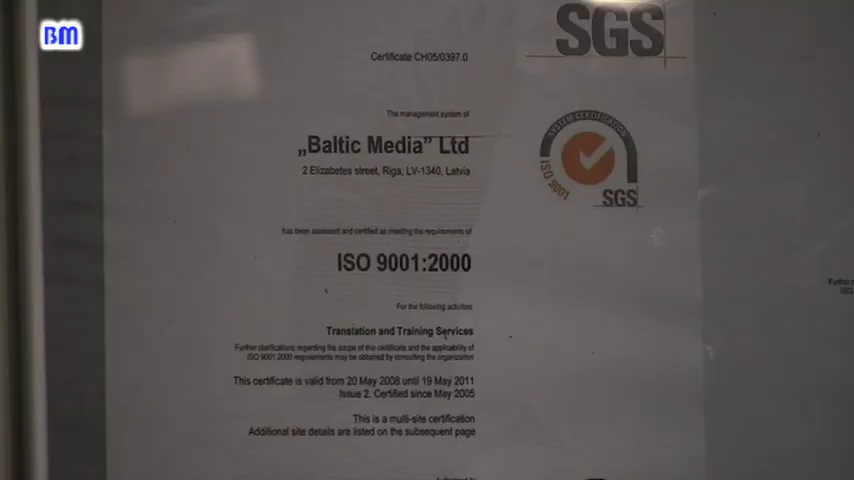 BM
SGS
Certificate CH05/0397.0
The management system of
„Baltic Media” Ltd
2 Elizabetes street, Riga, LV-1340, Latvia
SYSTEM CERTIFICATION
ISO 9001
SGS
has been assessed and certified as meeting the requirements of
ISO 9001:2000
For the following activities
Translation and Training Services
Further clarifications regarding the scope of this certificate and the applicability of
ISO 9001:2000 requirements may be obtained by consulting the organization
This certificate is valid from 20 May 2008 until 19 May 2011
Issue 2. Certified since May 2005
This is a multi-site certification
Additional site details are listed on the subsequent page
Further